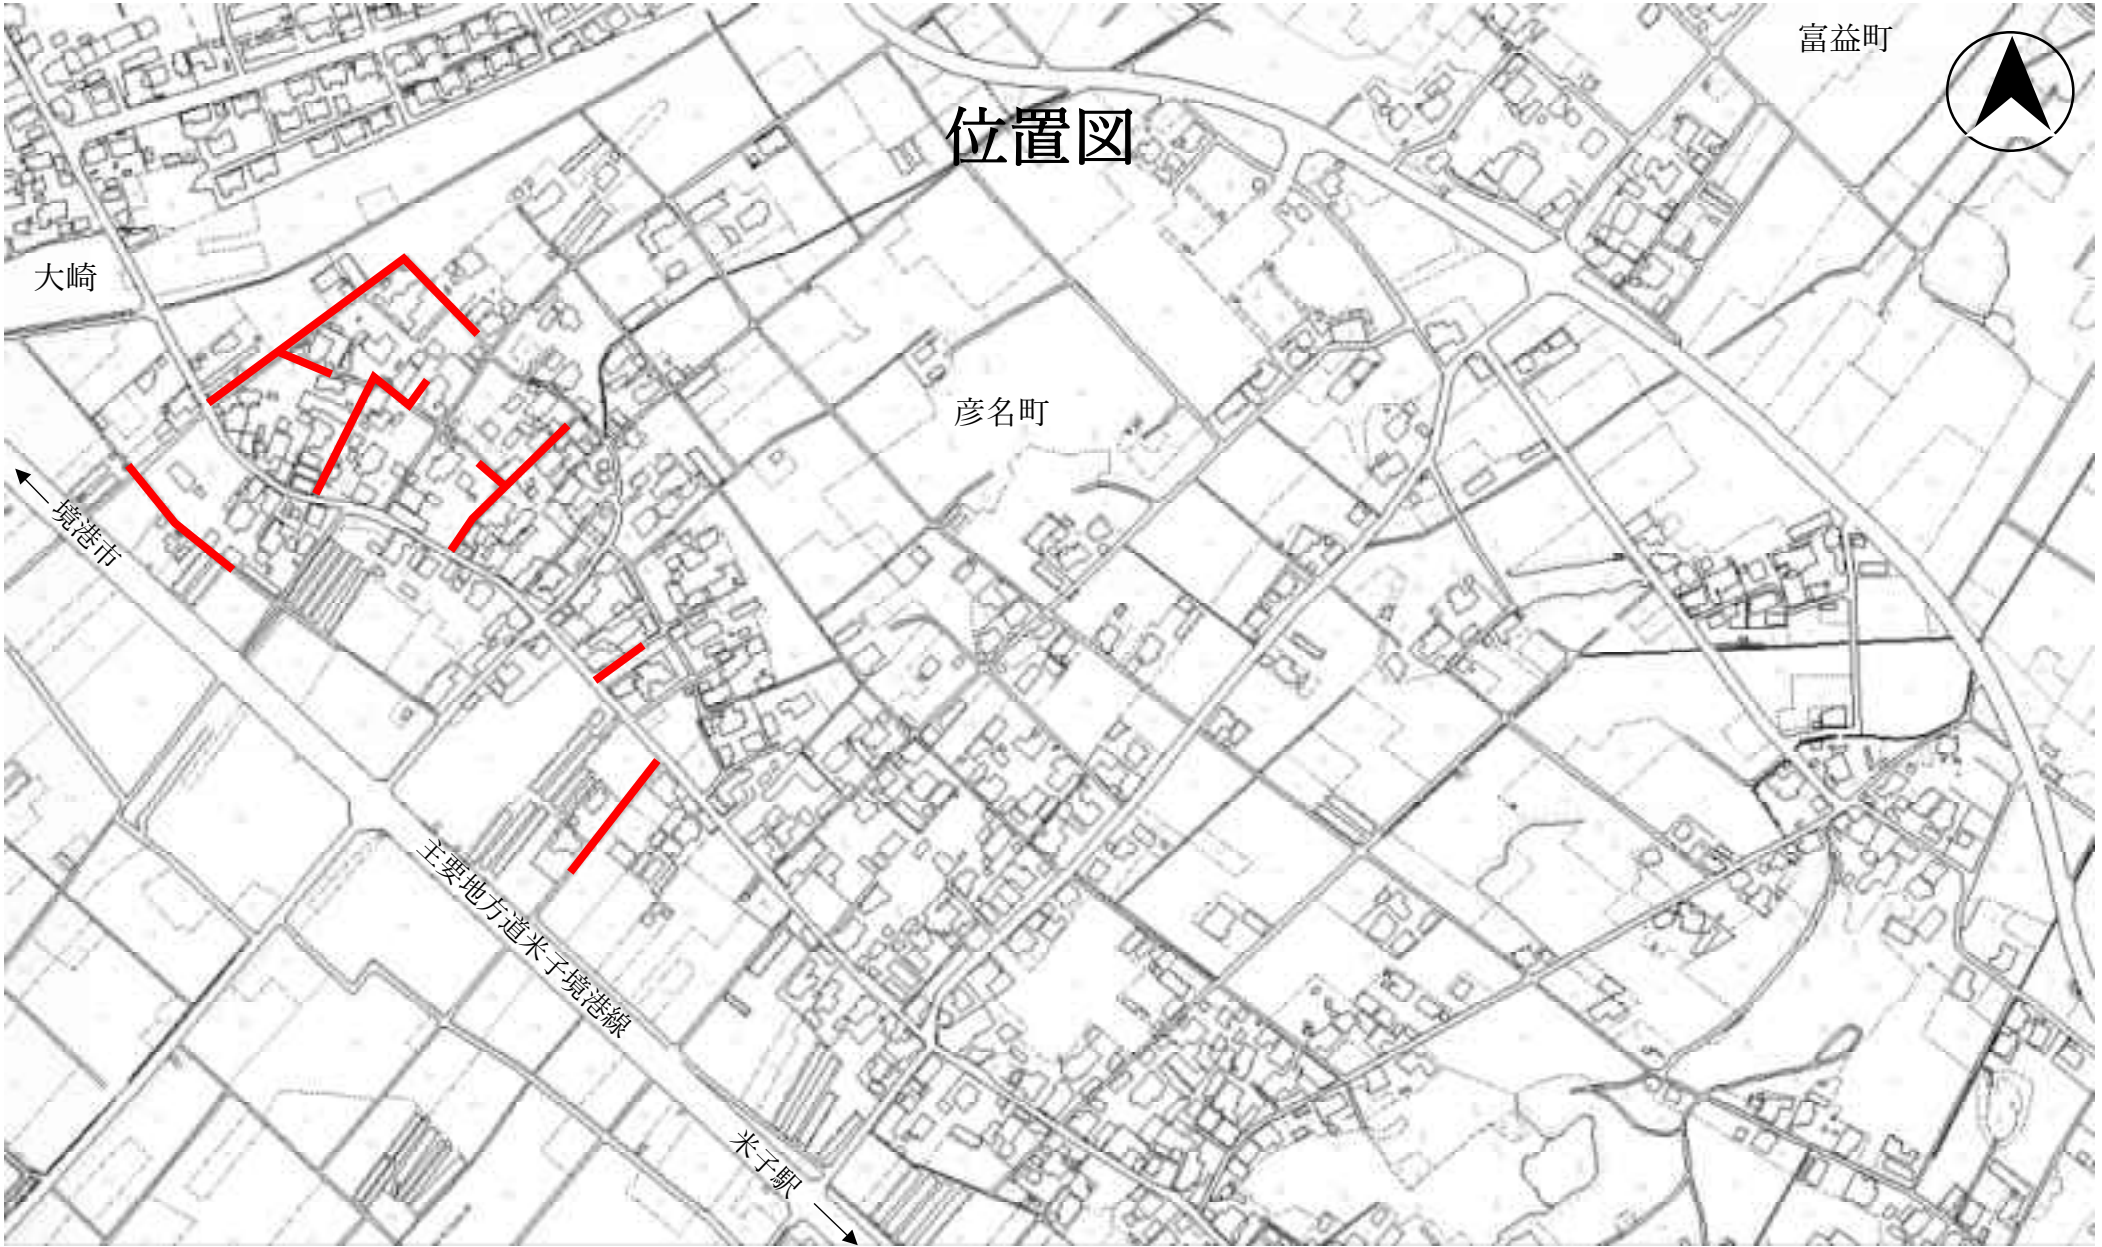 富益町
位置図
大崎
彦名町
境港市
主要地方道米子境港線
米子駅